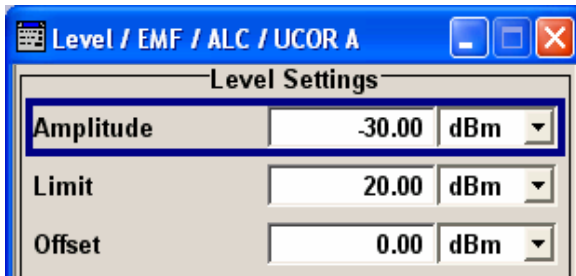 Level / EMF / ALC / UCOR A
Level Settings
Amplitude -30.00 dBm
Limit 20.00 dBm
Offset 0.00 dBm